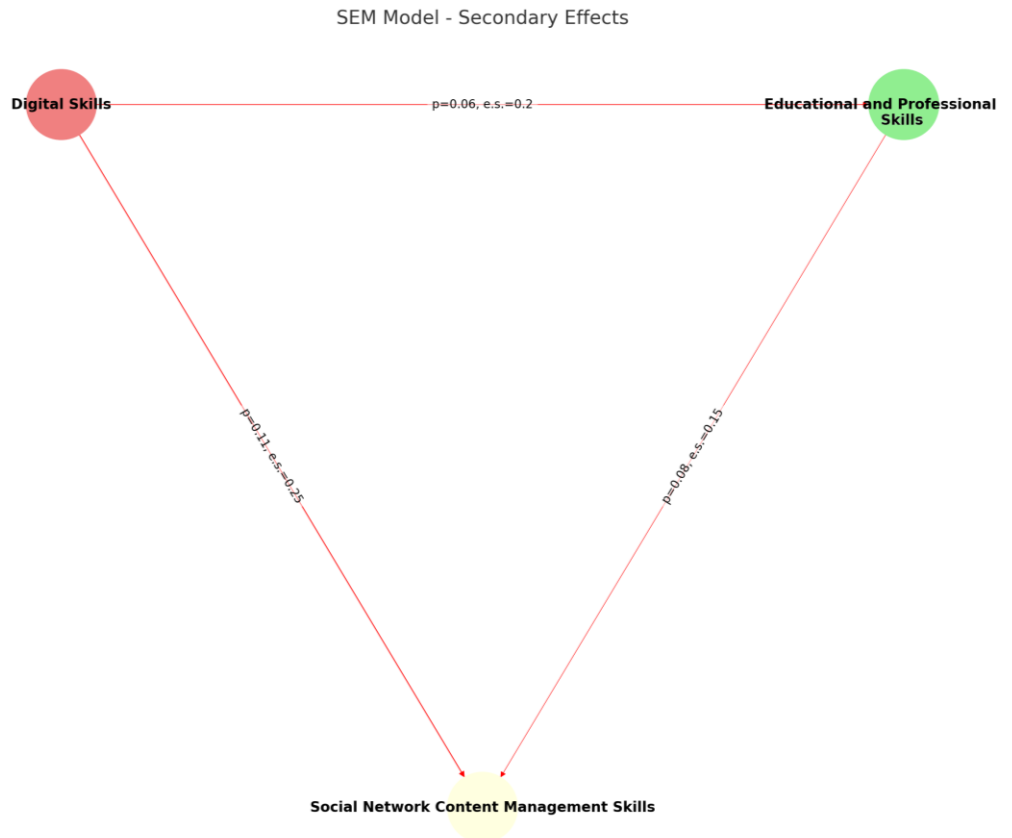 SEM Model - Secondary Effects
Digital Skills
p=0.06, e.s.=0.2
Educational and Professional
Skills
p=0.11, e.s.=0.25
p=0.08, e.s.=0.15
Social Network Content Management Skills